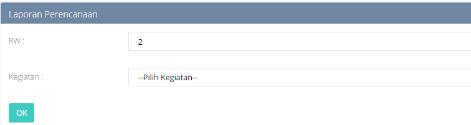 Laporan Perencanaan
RW : 2
Kegiatan : --Pilih Kegiatan--
OK